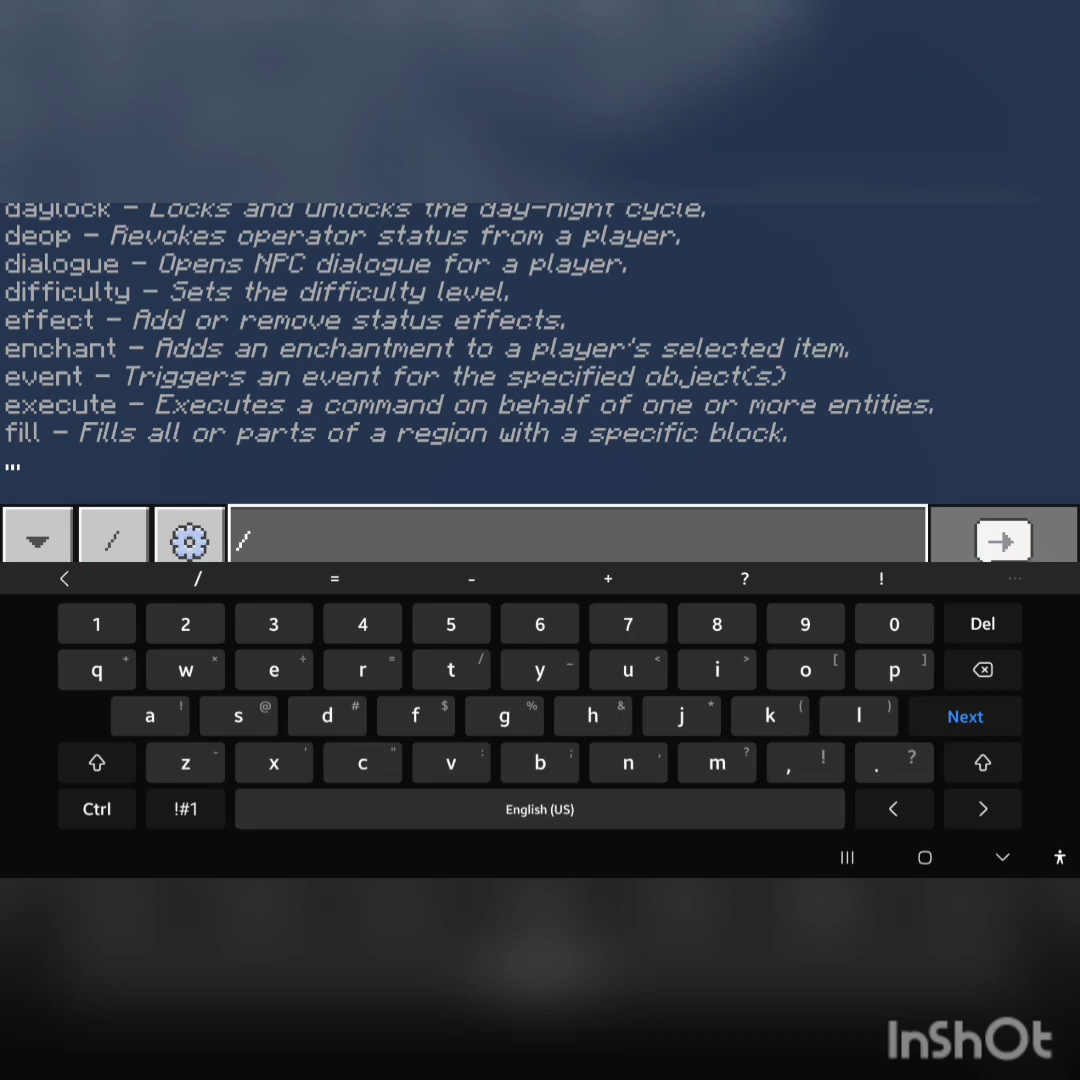 daylock - Locks and unlocks the day-night cycle.
deop - Revokes operator status from a player.
dialogue - Opens NPC dialogue for a player.
difficulty - Sets the difficulty level.
effect - Add or remove status effects.
enchant - Adds an enchantment to a player's selected item.
event - Triggers an event for the specified object(s)
execute - Executes a command on behalf of one or more entities.
fill - Fills all or parts of a region with a specific block.
...
/ /
/ = - + ? ! ...
1 2 3 4 5 6 7 8 9 0 Del
q + w × e ÷ r = t / y _ u < i > o [ p ]
a ! s @ d # f $ g % h & j * k ( l ) Next
z - x ' c " v : b ; n , m ? , ! . ?
Ctrl !#1 English (US) < >
InShOt